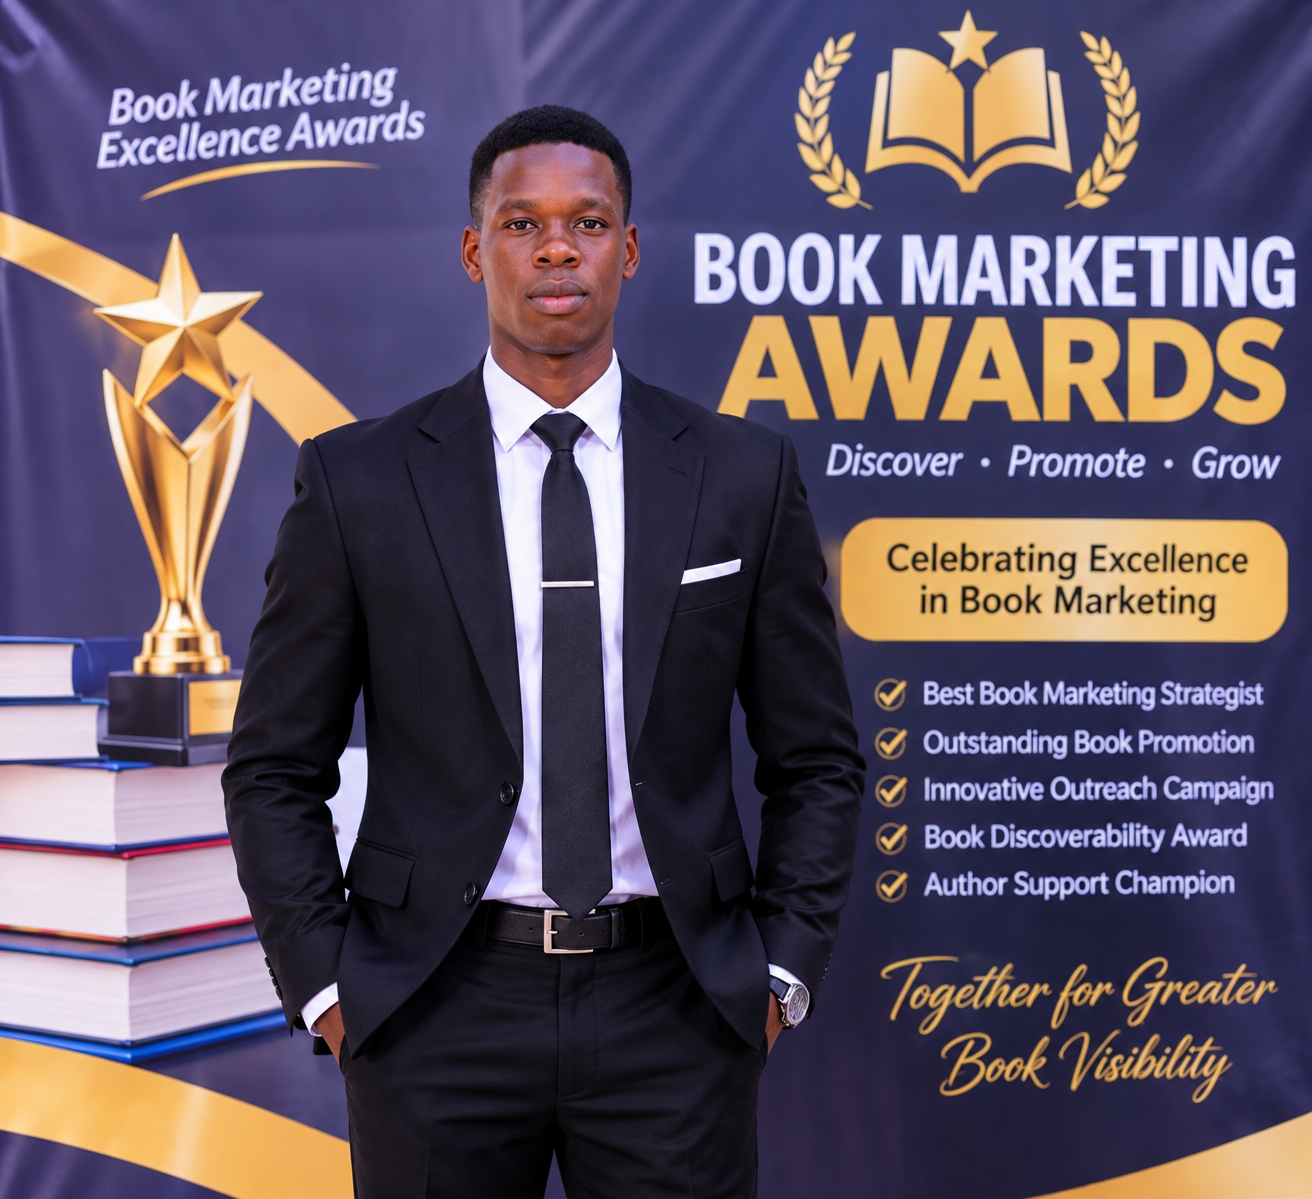 Book Marketing
Excellence Awards
BOOK MARKETING
AWARDS
Discover • Promote • Grow
Celebrating Excellence
in Book Marketing
Best Book Marketing Strategist
Outstanding Book Promotion
Innovative Outreach Campaign
Book Discoverability Award
Author Support Champion
Together for Greater
Book Visibility